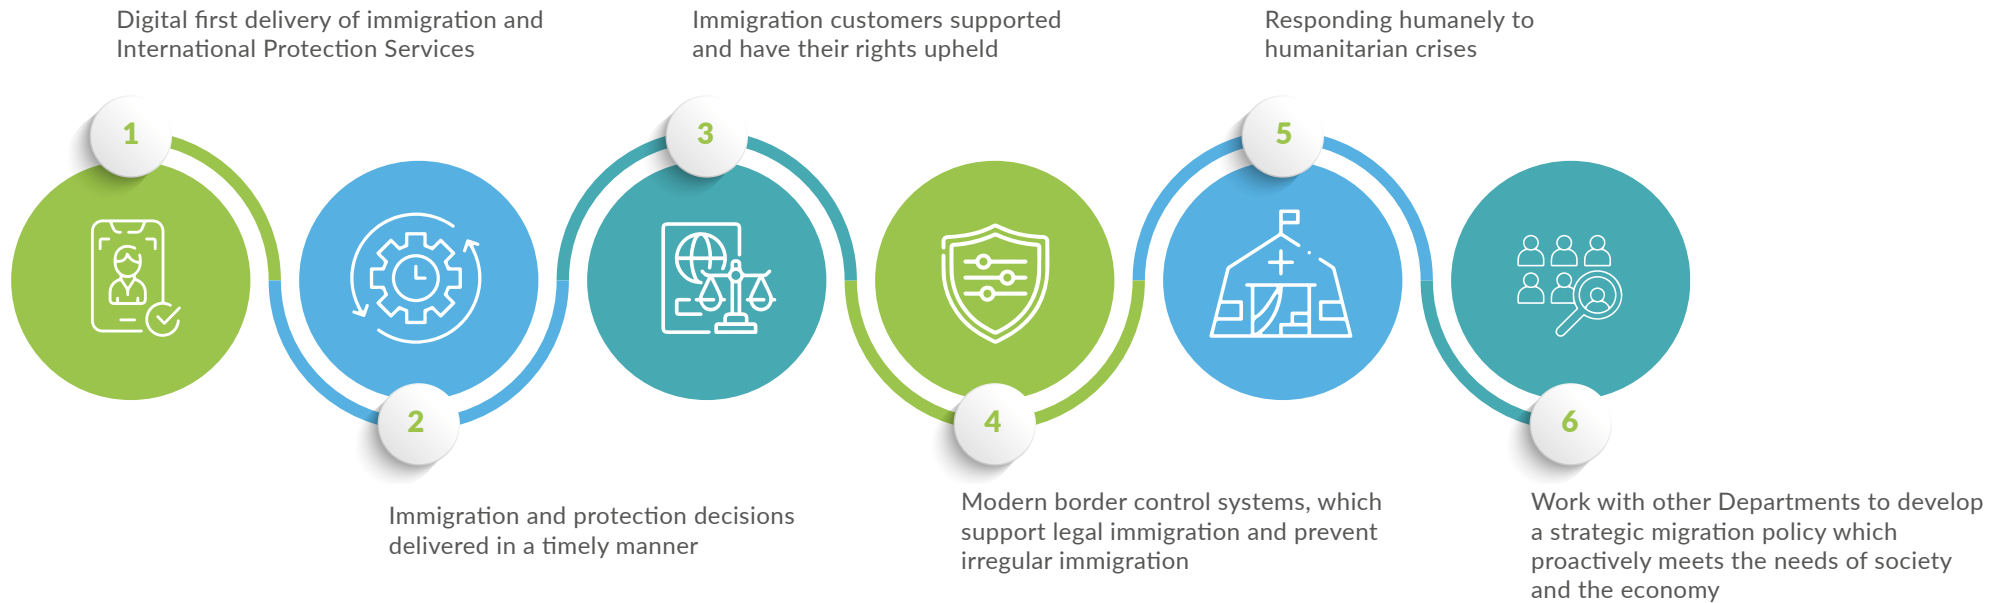 Digital first delivery of immigration and
International Protection Services
1
Immigration and protection decisions
delivered in a timely manner
2
Immigration customers supported
and have their rights upheld
3
Modern border control systems, which
support legal immigration and prevent
irregular immigration
4
Responding humanely to
humanitarian crises
5
Work with other Departments to develop
a strategic migration policy which
proactively meets the needs of society
and the economy
6